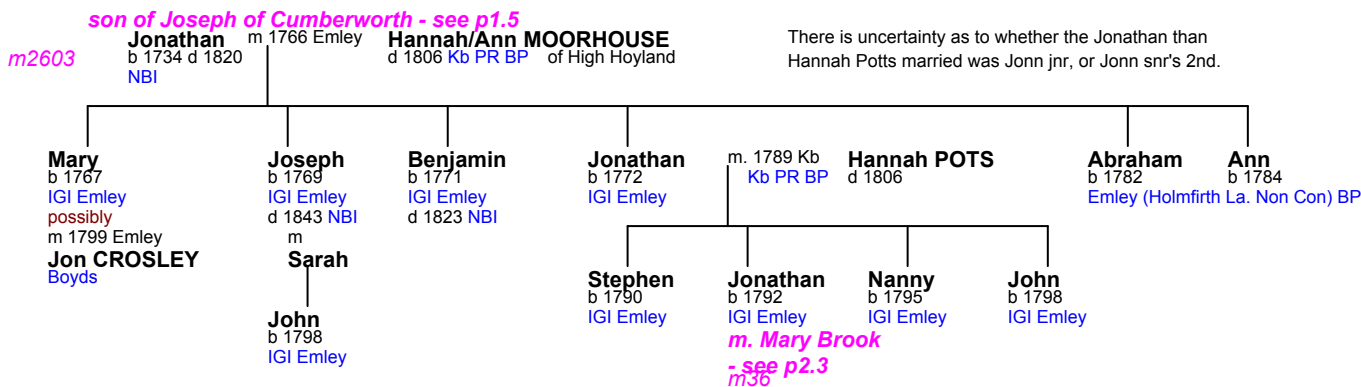 son of Joseph of Cumberworth - see p1.5
m2603
Jonathan
b 1734 d 1820
NBI
m 1766 Emley
Hannah/Ann MOORHOUSE
d 1806 Kb PR BP of High Hoyland
There is uncertainty as to whether the Jonathan than
Hannah Potts married was Jonn jnr, or Jonn snr's 2nd.
Mary
b 1767
IGI Emley
possibly
m 1799 Emley
Jon CROSLEY
Boyds
Joseph
b 1769
IGI Emley
d 1843 NBI
m
Sarah
Benjamin
b 1771
IGI Emley
d 1823 NBI
Jonathan
b 1772
IGI Emley
m. 1789 Kb
Kb PR BP
Hannah POTS
d 1806
Abraham
b 1782
Ann
b 1784
Emley (Holmfirth La. Non Con) BP
John
b 1798
IGI Emley
Stephen
b 1790
IGI Emley
Jonathan
b 1792
IGI Emley
m. Mary Brook
- see p2.3
m36
Nanny
b 1795
IGI Emley
John
b 1798
IGI Emley